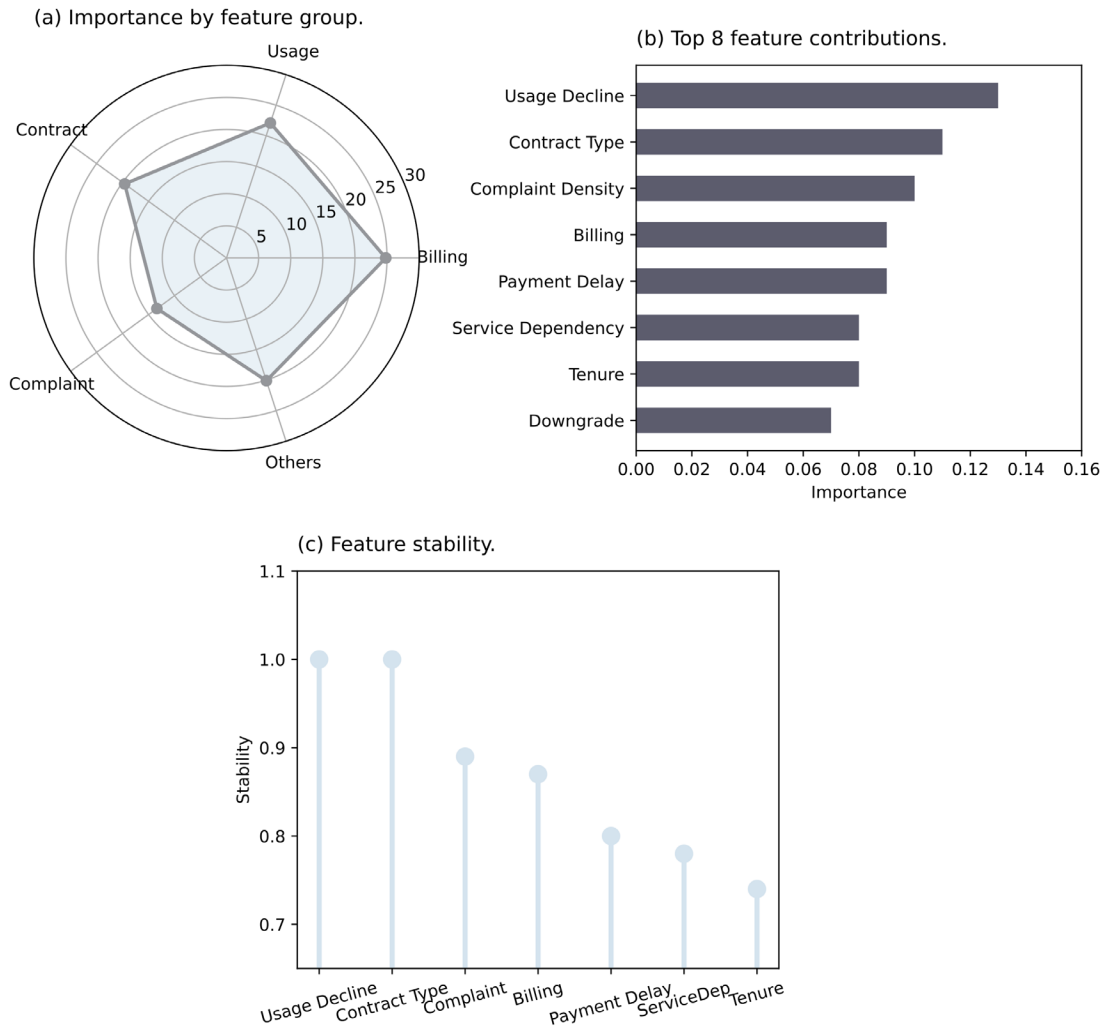 (a) Importance by feature group.
Usage
Contract
30
25
20
15
10
5
Billing
Complaint
Others
(b) Top 8 feature contributions.
Usage Decline
Contract Type
Complaint Density
Billing
Payment Delay
Service Dependency
Tenure
Downgrade
0.00 0.02 0.04 0.06 0.08 0.10 0.12 0.14 0.16
Importance
(c) Feature stability.
1.1
1.0
0.9
0.8
0.7
Stability
Usage Decline Contract Type Complaint Billing Payment Delay ServiceDep Tenure